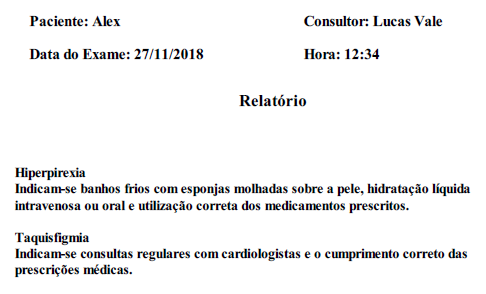 Paciente: Alex Consultor: Lucas Vale
Data do Exame: 27/11/2018 Hora: 12:34
Relatório
Hiperpirexia
Indicam-se banhos frios com esponjas molhadas sobre a pele, hidratação líquida
intravenosa ou oral e utilização correta dos medicamentos prescritos.
Taquisfigmia
Indicam-se consultas regulares com cardiologistas e o cumprimento correto das
prescrições médicas.